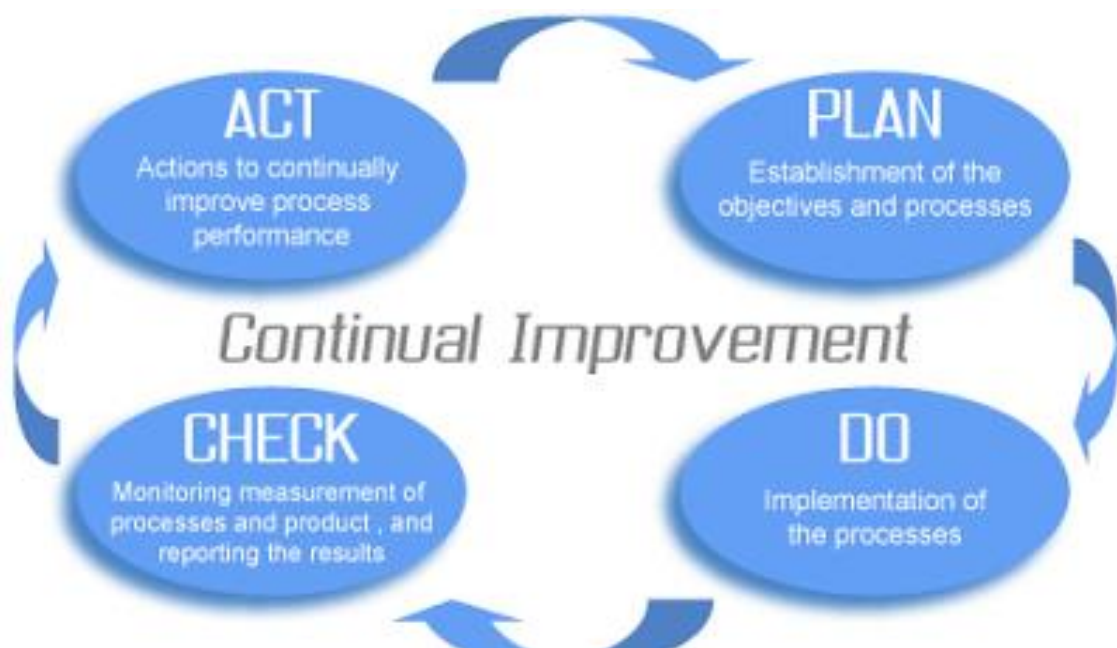 ACT
Actions to continually
improve process
performance
PLAN
Establishment of the
objectives and processes
Continual Improvement
CHECK
Monitoring measurement of
processes and product , and
reporting the results
DO
Implementation of
the processes